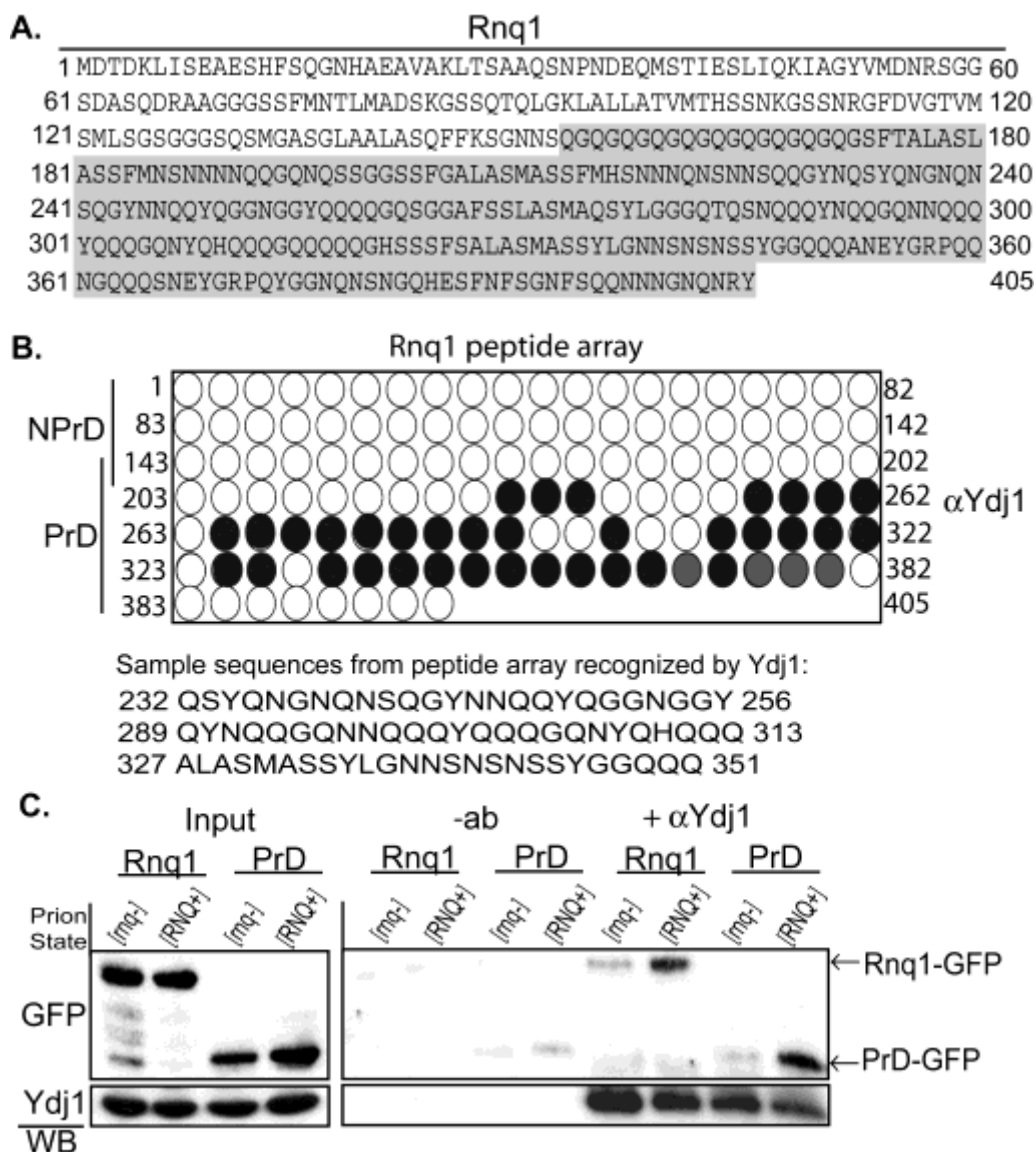 A.
Rnq1
1 MDTDKLISEAESHFSQGNHAEAVAKLTSAAQSNPNDEQMSTIESLIQKIAGYVMDNRSGG 60
61 SDASQDRAAGGGSSFMNTLMADSKGSSQTQLGKLALLATVMTHSSNKGSSNRGFDVGTVM 120
121 SMLSGSGGGSQSMGASGLAALASQFFKSGNNSQGQGQGQGQGQGQGQGQGQGSFTALASL 180
181 ASSFMNSNNNNQQGQNQSSGGSSFGALASMASSFMHSNNNQNSNNSQQGYNQSYQNGNQN 240
241 SQGYNNQQYQGGNGGYQQQQGQSGGAFSSLASMAQSYLGGGQTQSNQQQYNQQGQNNQQQ 300
301 YQQQGQNYQHQQQGQQQQQGHSSSFSALASMASSYLGNNSNSNSSYGGQQQANEYGRPQQ 360
361 NGQQQSNEYGRPQYGGNQNSNGQHESFNFSGNFSQQNNNGNQNRY 405
B.
Rnq1 peptide array
NPrD
PrD
1 82
83 142
143 202
203 262
263 322
323 382
383 405
αYdj1
Sample sequences from peptide array recognized by Ydj1:
232 QSYQNGNQNSQGYNNQQYQGGNGGY 256
289 QYNQQGQNNQQQYQQQGQNYQHQQQ 313
327 ALASMASSYLGNNSNSNSSYGGQQQ 351
C.
Input -ab + αYdj1
Rnq1 PrD Rnq1 PrD Rnq1 PrD
Prion State
[rnq-] [RNQ+] [rnq-] [RNQ+] [rnq-] [RNQ+] [rnq-] [RNQ+] [rnq-] [RNQ+] [rnq-] [RNQ+]
GFP
Rnq1-GFP
PrD-GFP
Ydj1
WB